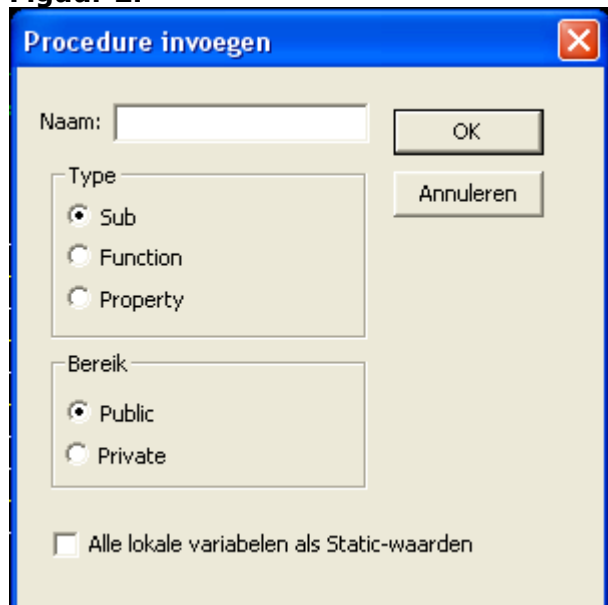 Figuur 2:
Procedure invoegen
Naam:
OK
Type
Annuleren
Sub
Function
Property
Bereik
Public
Private
Alle lokale variabelen als Static-waarden